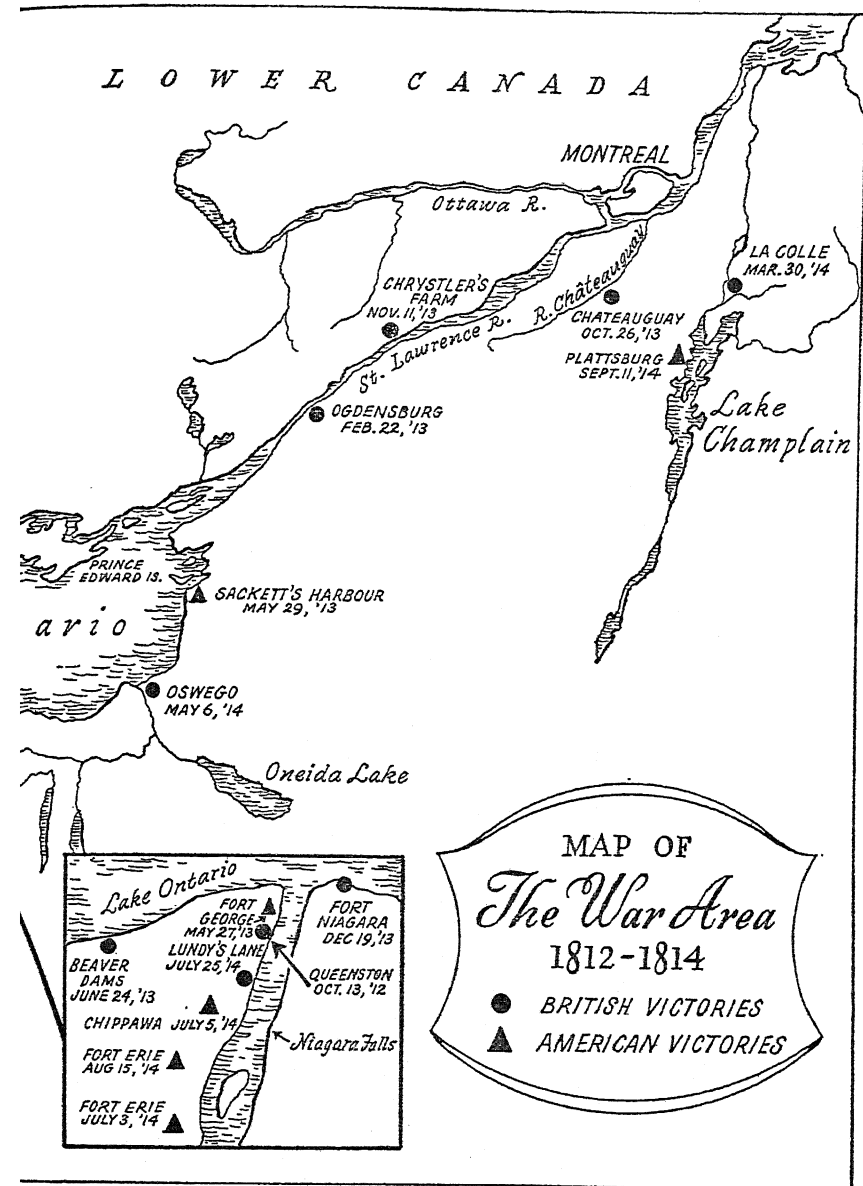 LOWER CANADA
MONTREAL
Ottawa R.
LA COLLE
MAR. 30, '14
CHRYSTLER'S
FARM
NOV. 11, '13
R. Châteauguay
St. Lawrence R.
CHATEAUGUAY
OCT. 26, '13
PLATTSBURG
SEPT. 11, '14
OGDENSBURG
FEB. 22, '13
Lake
Champlain
PRINCE
EDWARD IS.
SACKETT'S HARBOUR
MAY 29, '13
ario
OSWEGO
MAY 6, '14
Oneida Lake
Lake Ontario
FORT
GEORGE
MAY 27, '13
FORT
NIAGARA
DEC 19, '13
LUNDY'S LANE
JULY 25, '14
BEAVER
DAMS
JUNE 24, '13
QUEENSTON
OCT. 13, '12
CHIPPAWA JULY 5, '14
Niagara Falls
FORT ERIE
AUG 15, '14
FORT ERIE
JULY 3, '14
MAP OF
The War Area
1812-1814
BRITISH VICTORIES
AMERICAN VICTORIES